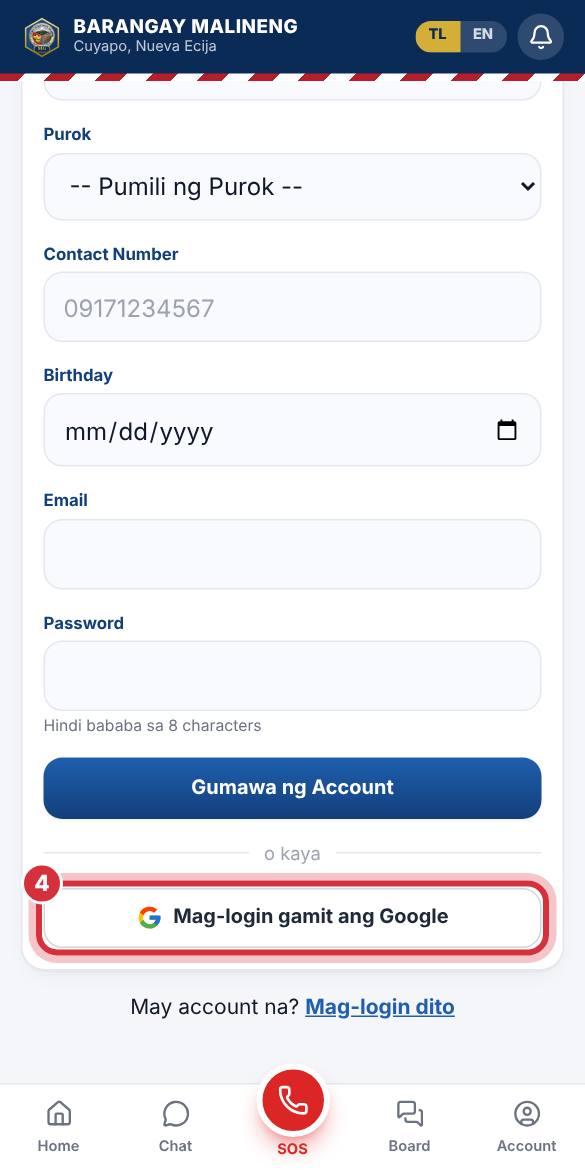 BARANGAY MALINENG
Cuyapo, Nueva Ecija
TL EN
Purok
-- Pumili ng Purok --
Contact Number
09171234567
Birthday
mm/dd/yyyy
Email
Password
Hindi bababa sa 8 characters
Gumawa ng Account
o kaya
4
Mag-login gamit ang Google
May account na? Mag-login dito
Home Chat SOS Board Account